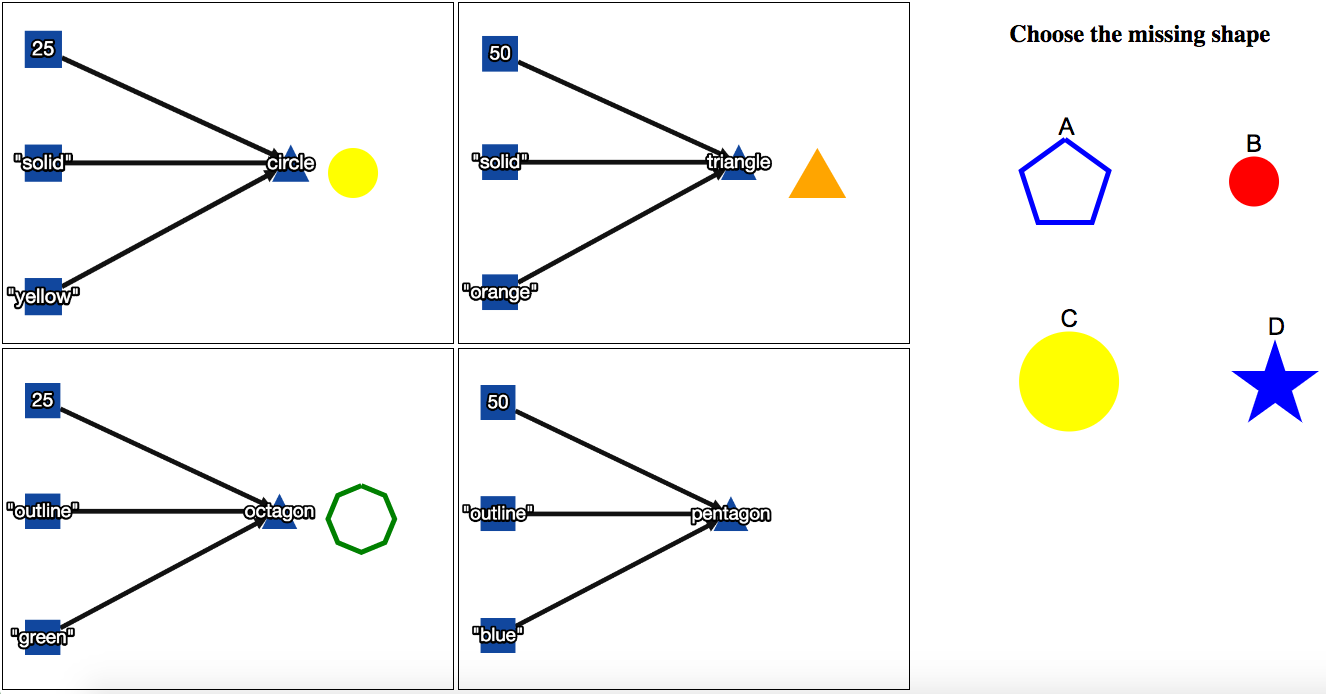 25
"solid"
circle
"yellow"
50
"solid"
triangle
"orange"
25
"outline"
octagon
"green"
50
"outline"
pentagon
"blue"
Choose the missing shape
A
B
C
D